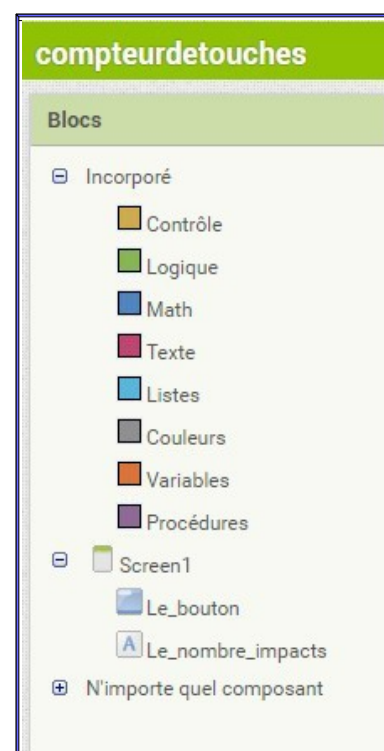 compteurdetouches
Blocs
Incorporé
Contrôle
Logique
Math
Texte
Listes
Couleurs
Variables
Procédures
Screen1
Le_bouton
A Le_nombre_impacts
N'importe quel composant